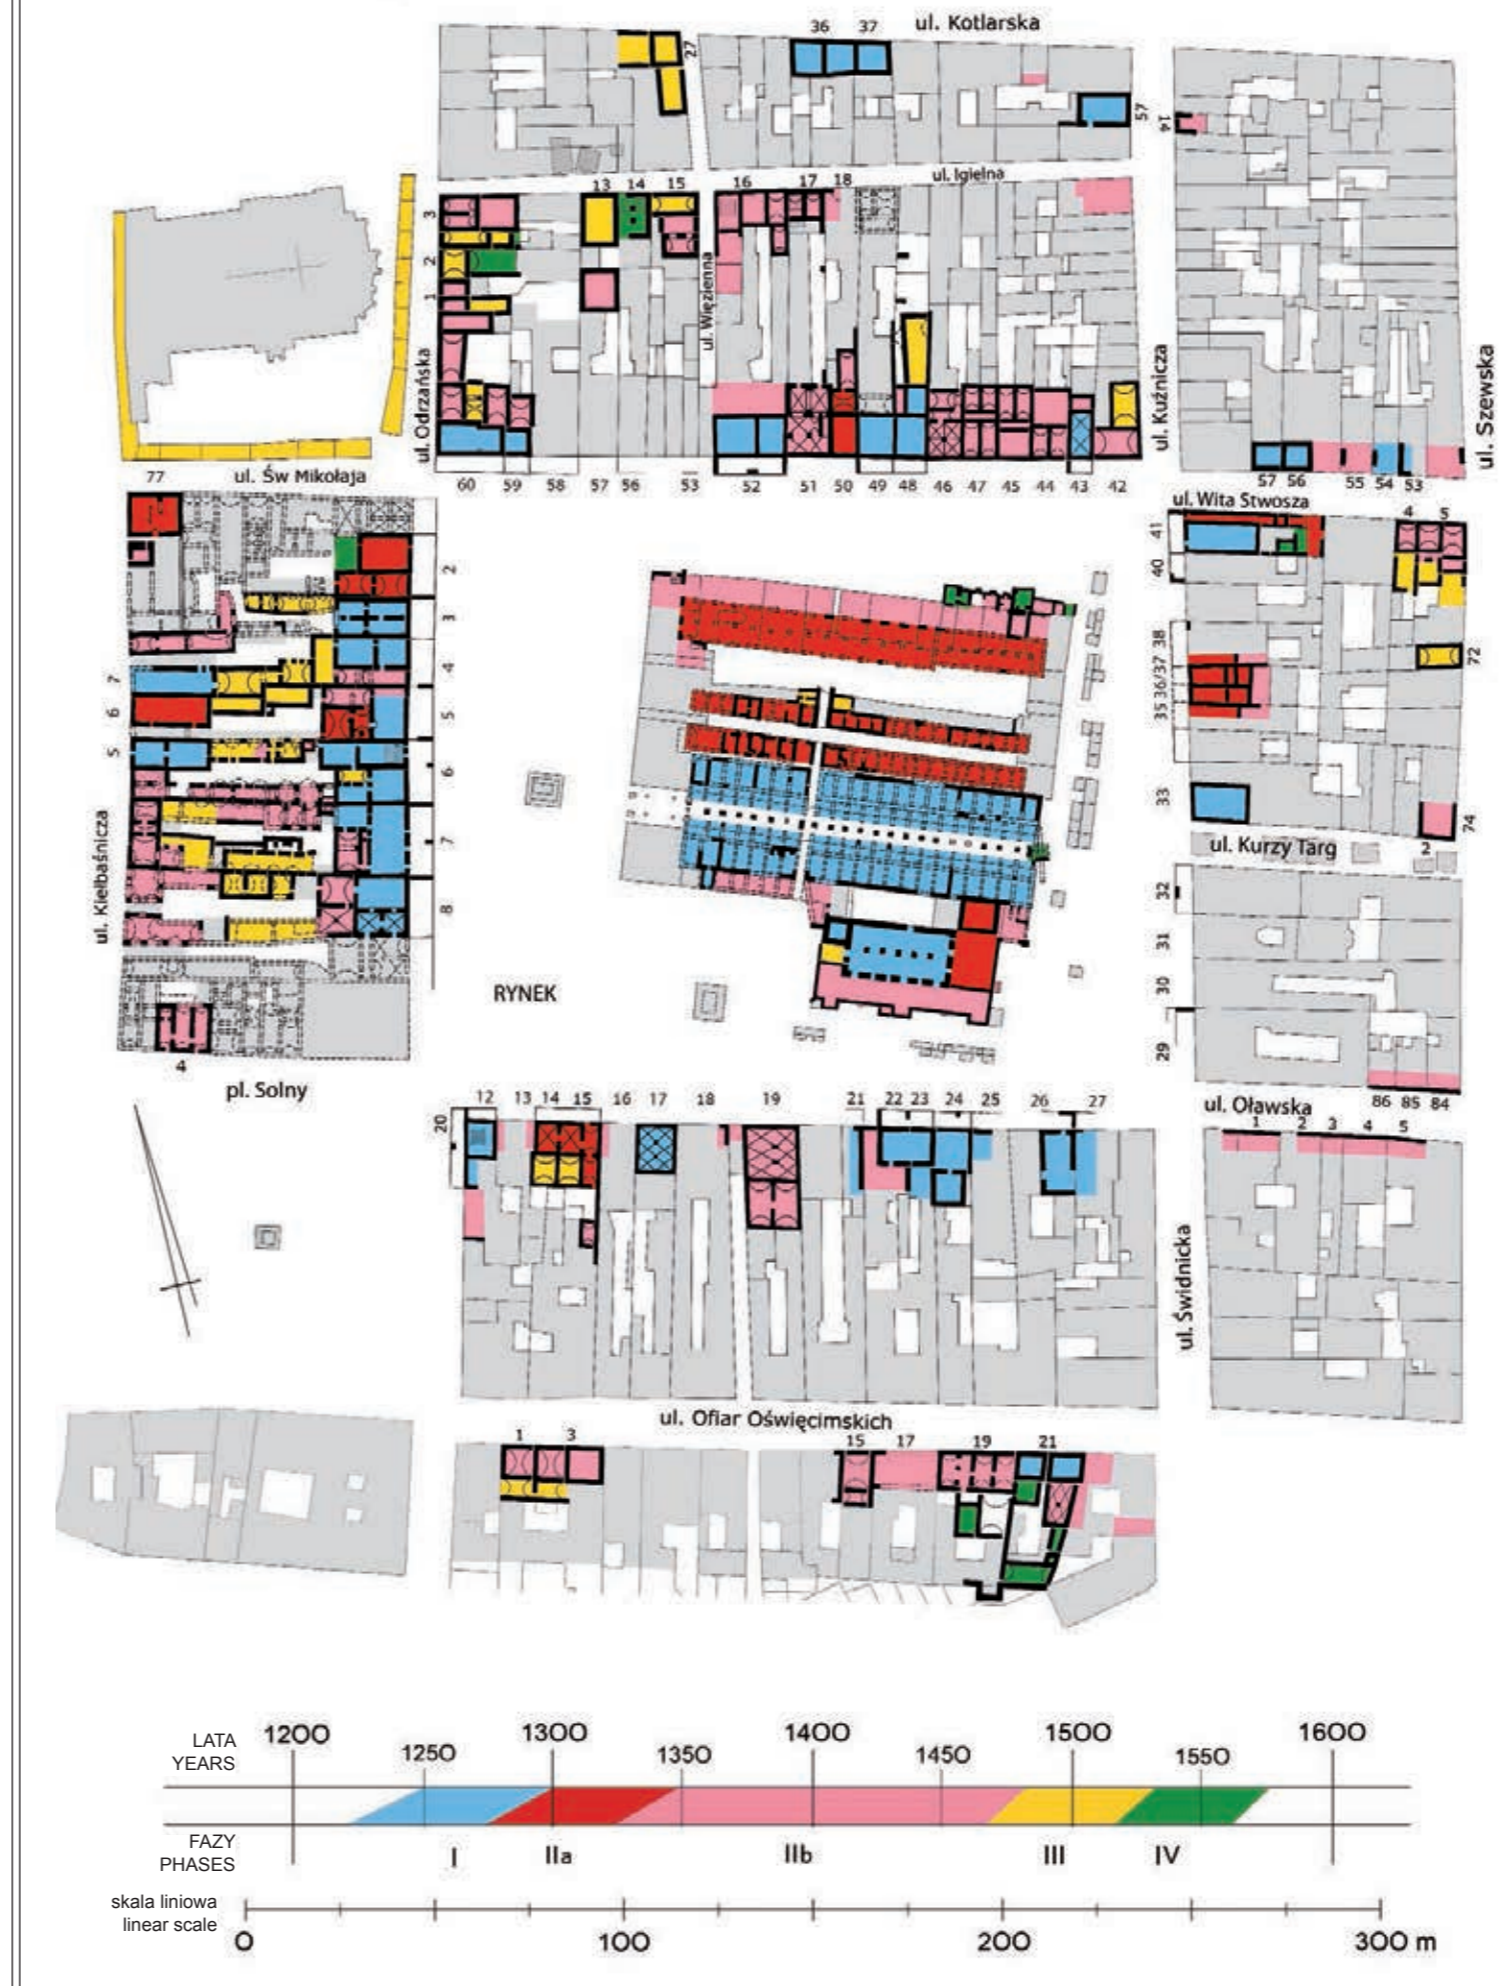 36 37 ul. Kotlarska
27
57
14
13 14 15 16 17 18 ul. Igielna
3
2
1
ul. Odrzańska
ul. Więzienna
ul. Kuźnicza
ul. Szewska
77 ul. Św Mikołaja
60 59 58 57 56 53 52 51 50 49 48 46 47 45 44 43 42
57 56 55 54 53
ul. Wita Stwosza
41
40
38
36/37
35
33
4 5
72
74
2
ul. Kurzy Targ
32
31
30
29
86 85 84
ul. Oławska
1 2 3 4 5
2
3
4
5
6
7
8
7
6
5
ul. Kiełbaśnicza
4
pl. Solny
RYNEK
20
12 13 14 15 16 17 18 19 21 22 23 24 25 26 27
ul. Świdnicka
ul. Ofiar Oświęcimskich
1 3 15 17 19 21
LATA
YEARS
1200 1250 1300 1350 1400 1450 1500 1550 1600
FAZY
PHASES
I IIa IIb III IV
skala liniowa
linear scale
0 100 200 300 m